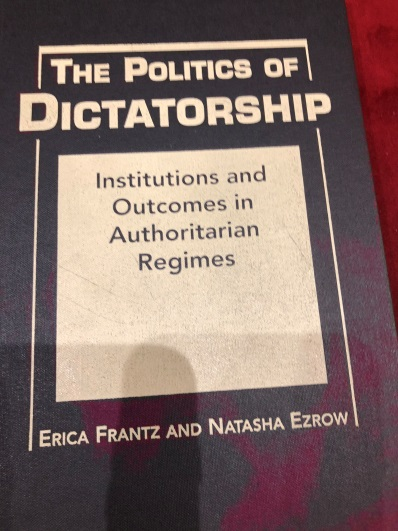 The Politics of
Dictatorship
Institutions and
Outcomes in
Authoritarian
Regimes
Erica Frantz and Natasha Ezrow